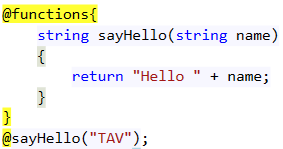 @functions{
string sayHello(string name)
{
return "Hello " + name;
}
}
@sayHello("TAV");